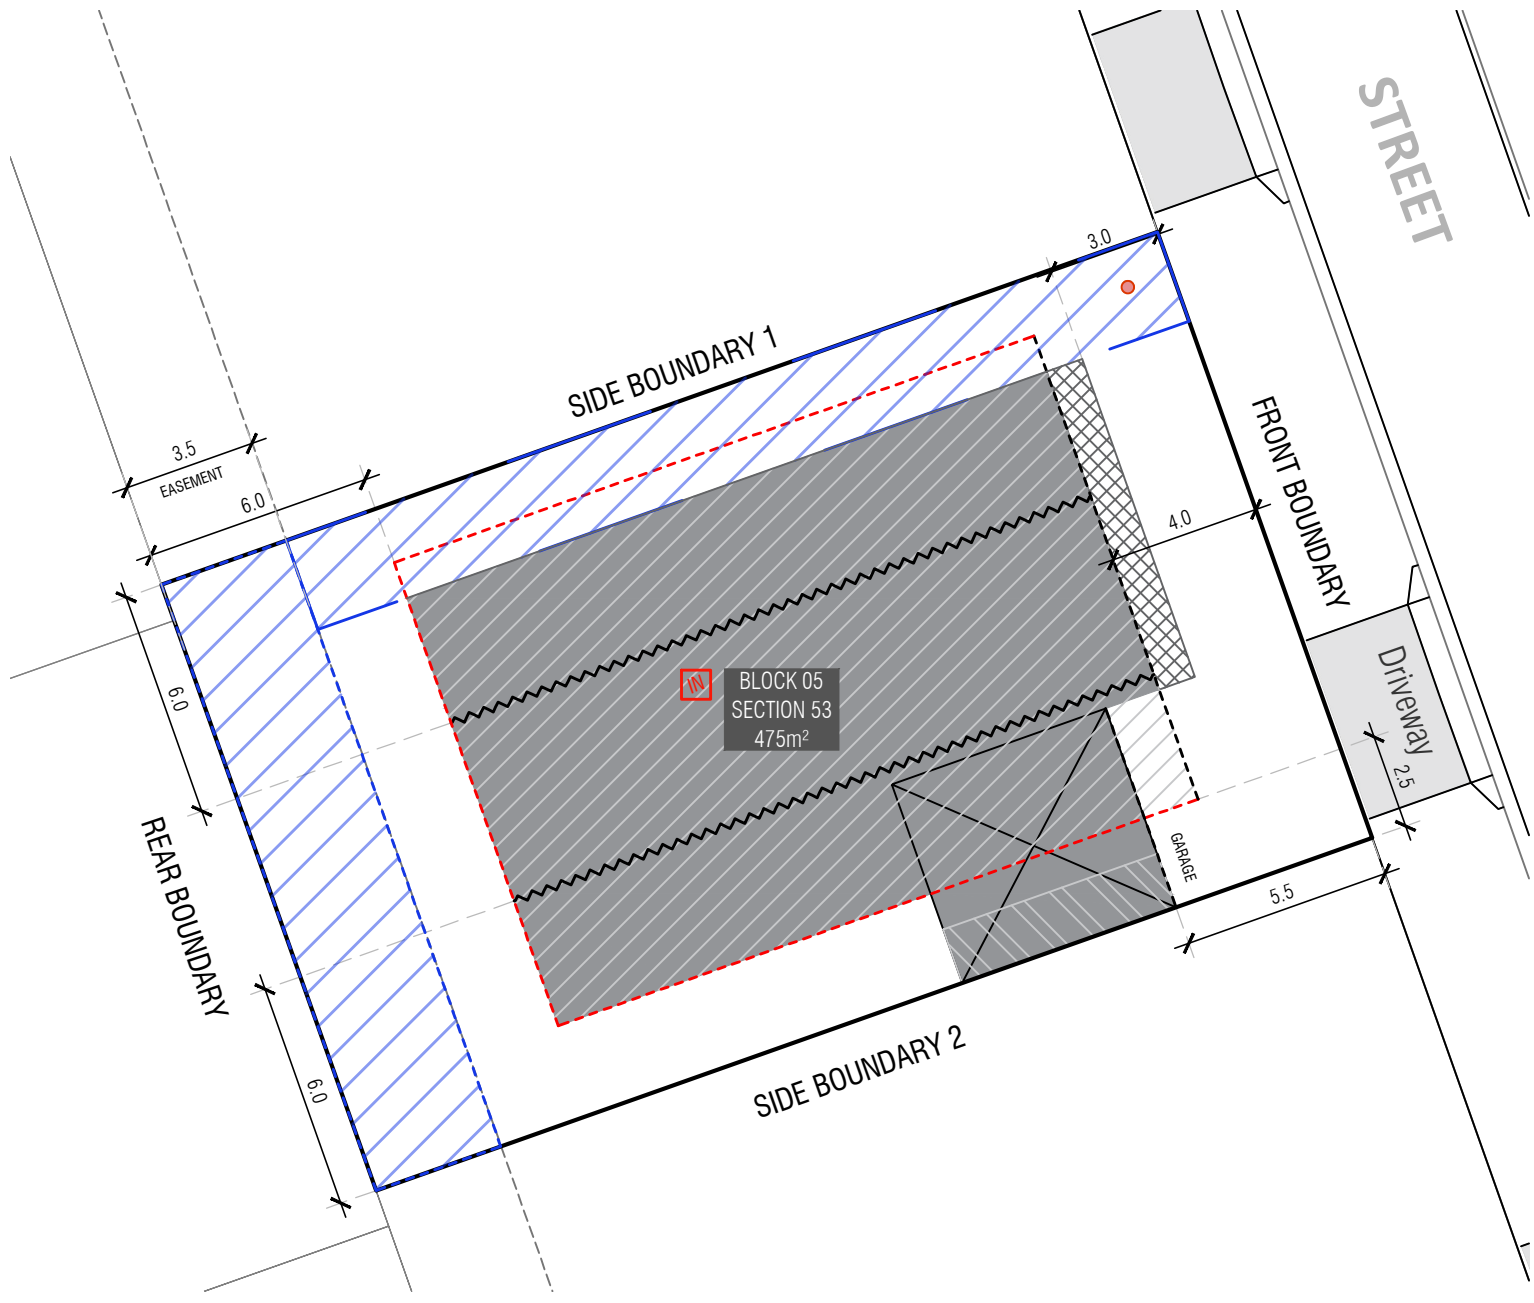 STREET
3.0
SIDE BOUNDARY 1
3.5
EASEMENT
6.0
FRONT BOUNDARY
4.0
6.0
IN
BLOCK 05
SECTION 53
475m²
Driveway
2.5
REAR BOUNDARY
GARAGE
5.5
6.0
SIDE BOUNDARY 2